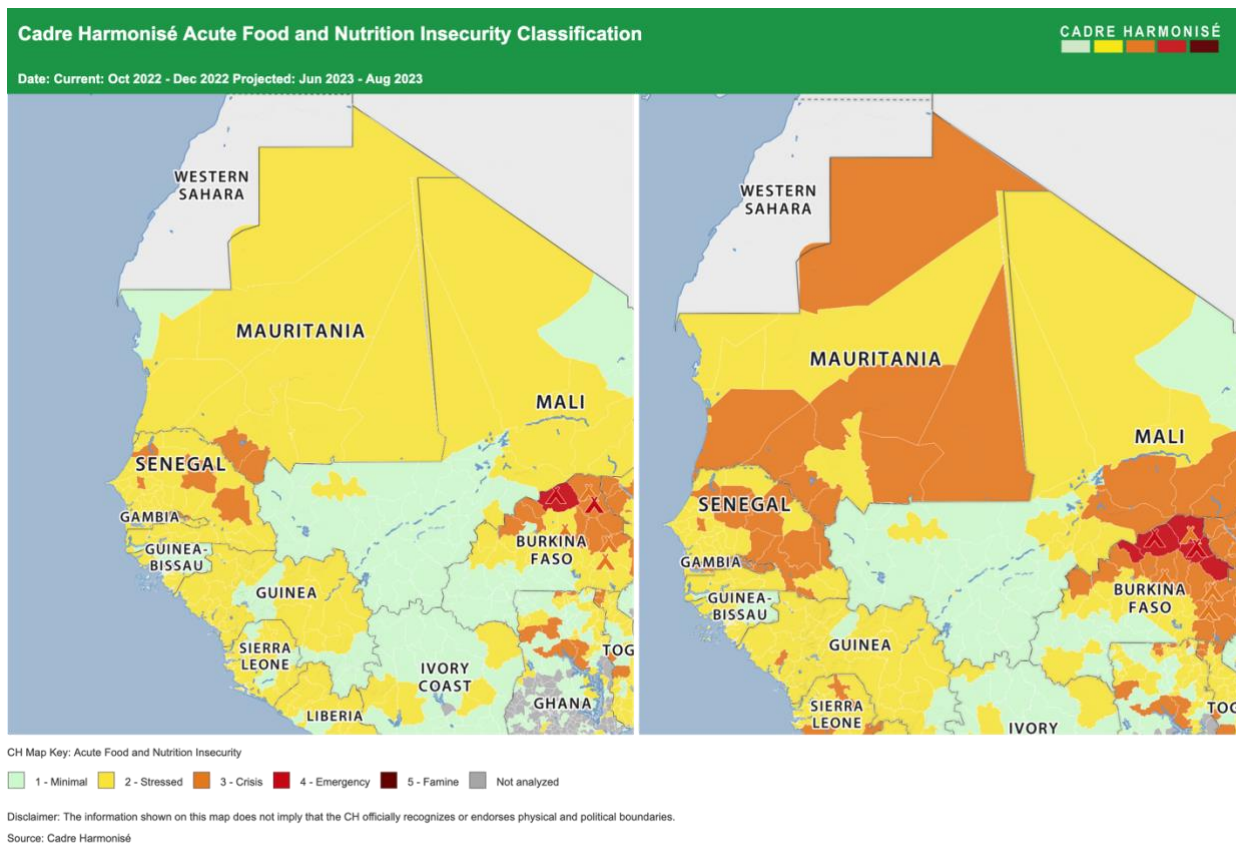 Cadre Harmonisé Acute Food and Nutrition Insecurity Classification
CADRE HARMONISÉ
Date: Current: Oct 2022 - Dec 2022 Projected: Jun 2023 - Aug 2023
WESTERN
SAHARA
MAURITANIA
MALI
SENEGAL
GAMBIA
GUINEA-
BISSAU
BURKINA
FASO
GUINEA
SIERRA
LEONE
IVORY
COAST
TOG
GHANA
LIBERIA
WESTERN
SAHARA
MAURITANIA
MALI
SENEGAL
GAMBIA
GUINEA-
BISSAU
BURKINA
FASO
GUINEA
SIERRA
LEONE
TOG
IVORY
CH Map Key: Acute Food and Nutrition Insecurity
1 - Minimal 2 - Stressed 3 - Crisis 4 - Emergency 5 - Famine Not analyzed
Disclaimer: The information shown on this map does not imply that the CH officially recognizes or endorses physical and political boundaries.
Source: Cadre Harmonisé